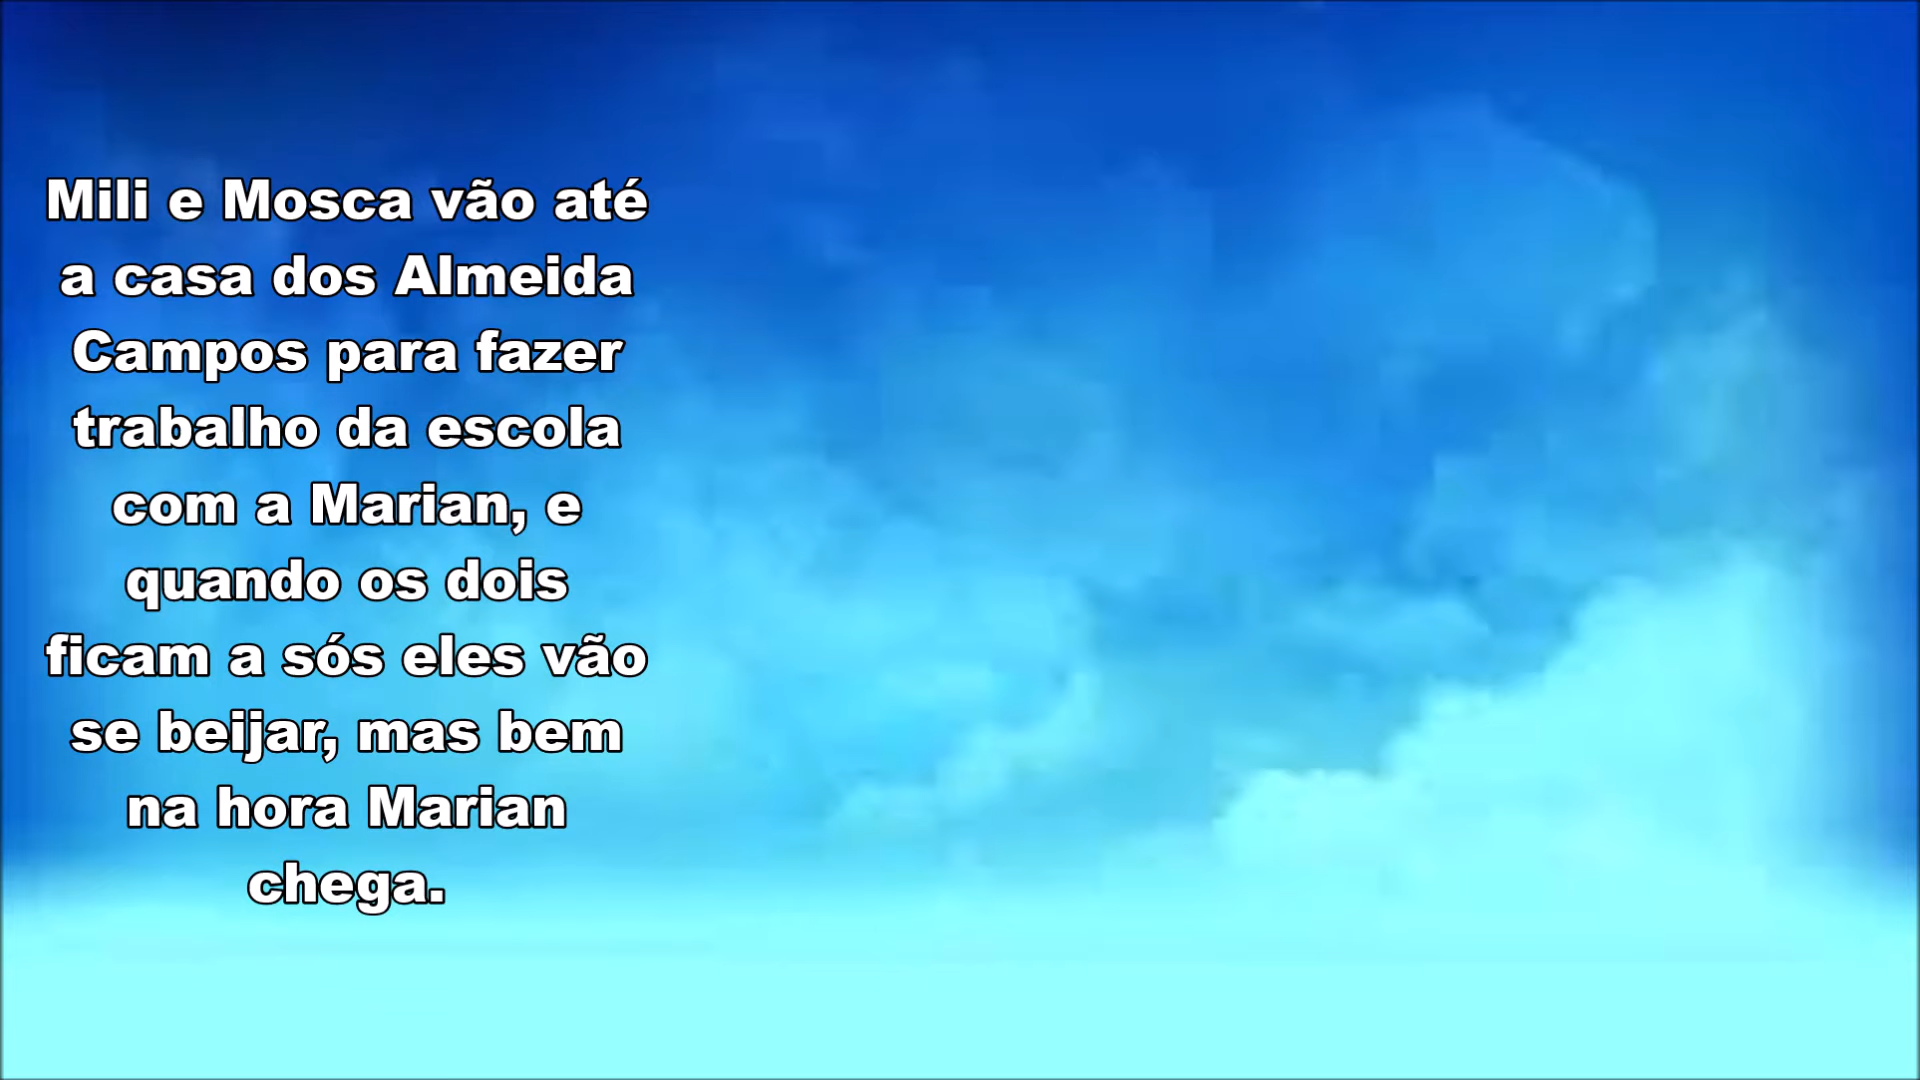 Mili e Mosca vão até
a casa dos Almeida
Campos para fazer
trabalho da escola
com a Marian, e
quando os dois
ficam a sós eles vão
se beijar, mas bem
na hora Marian
chega.